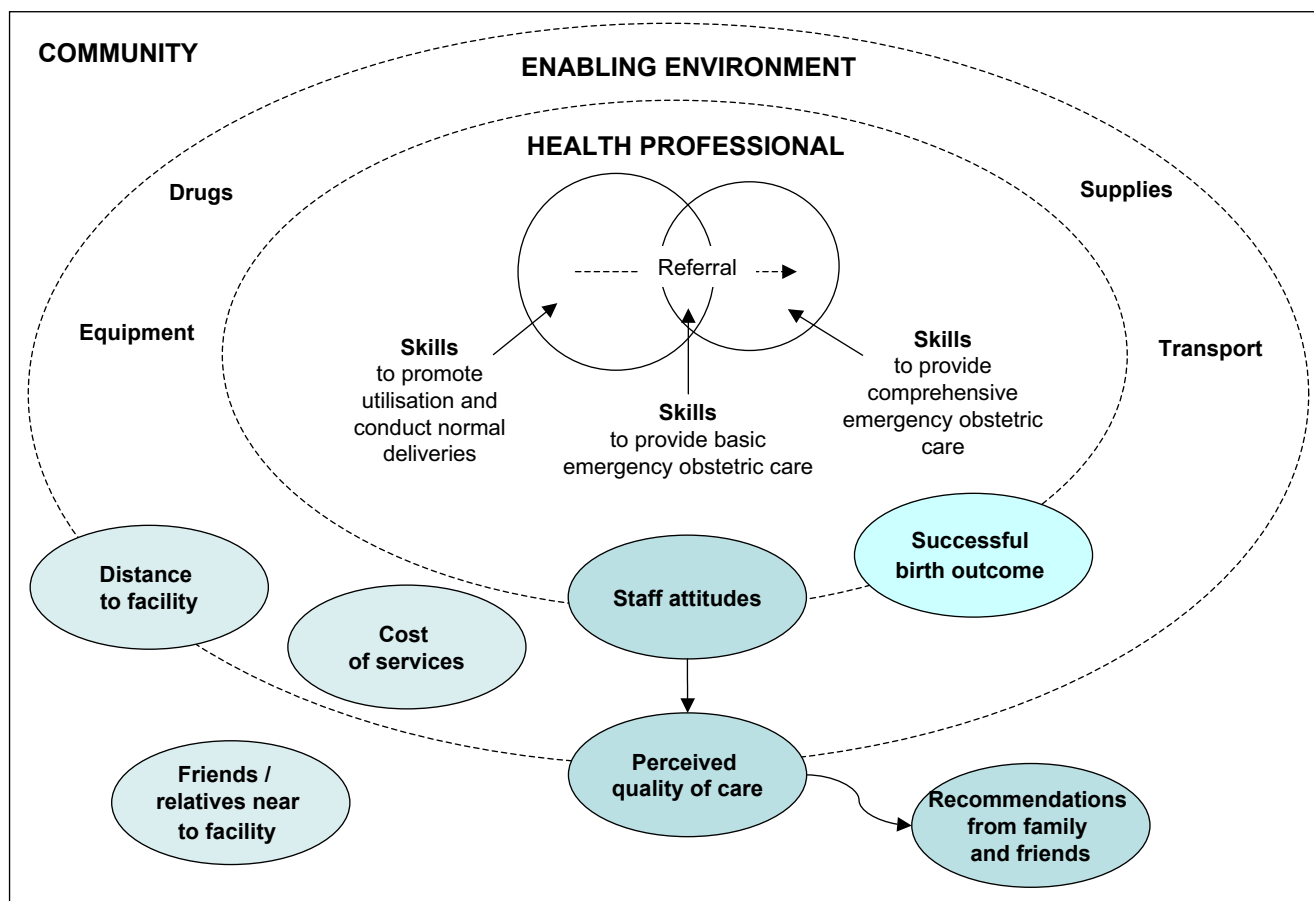 COMMUNITY
ENABLING ENVIRONMENT
HEALTH PROFESSIONAL
Drugs
Supplies
Referral
Equipment
Transport
Skills
to promote
utilisation and
conduct normal
deliveries
Skills
to provide basic
emergency obstetric care
Skills
to provide
comprehensive
emergency obstetric
care
Successful
birth outcome
Distance
to facility
Staff attitudes
Cost
of services
Perceived
quality of care
Friends /
relatives near
to facility
Recommendations
from family
and friends